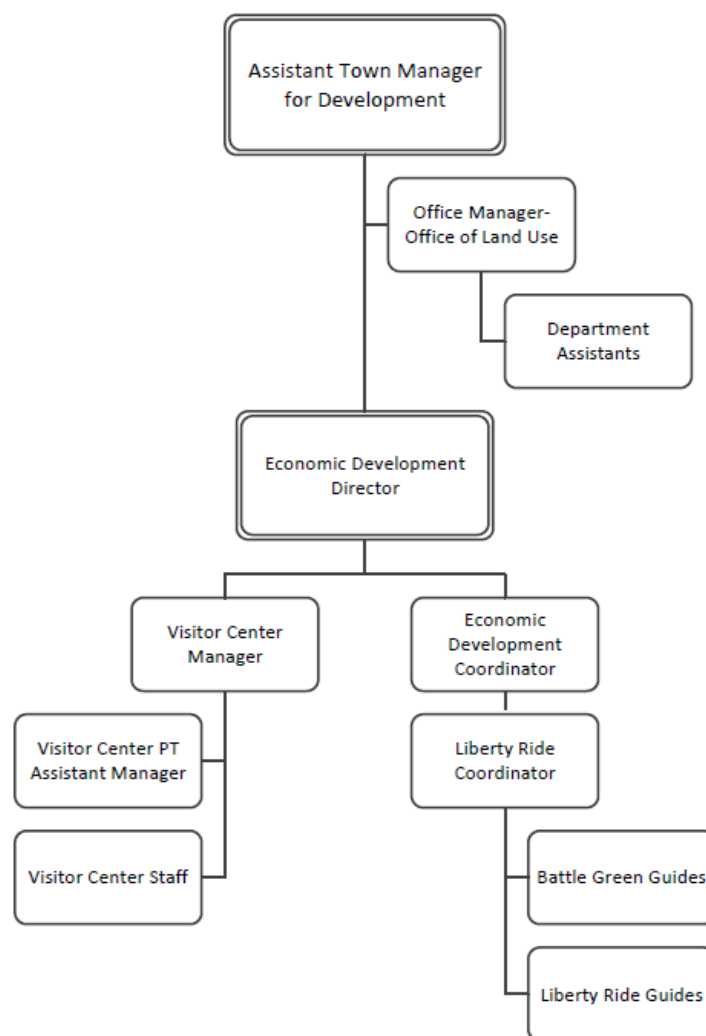 Assistant Town Manager
for Development
Office Manager-
Office of Land Use
Department
Assistants
Economic Development
Director
Visitor Center
Manager
Economic
Development
Coordinator
Visitor Center PT
Assistant Manager
Liberty Ride
Coordinator
Visitor Center Staff
Battle Green Guides
Liberty Ride Guides